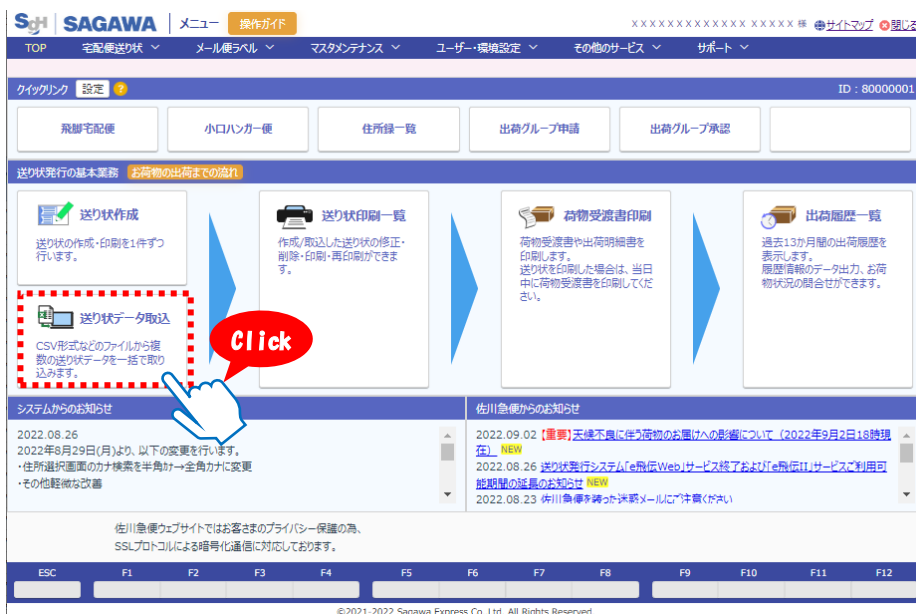 SGH SAGAWA メニュー 操作ガイド XXXXXXXXXXXXXX XXXXX 様 サイトマップ 閉じる
TOP 宅配便送り状 メール便ラベル マスタメンテナンス ユーザー・環境設定 その他のサービス サポート
クイックリンク 設定 ? ID : 80000001
飛脚宅配便 小口ハンガー便 住所録一覧 出荷グループ申請 出荷グループ承認
送り状発行の基本業務 お荷物の出荷までの流れ
送り状作成
送り状の作成・印刷を1件ずつ
行います。
送り状データ取込
CSV形式などのファイルから複
数の送り状データを一括で取り
込みます。
Click
送り状印刷一覧
作成/取込した送り状の修正・
削除・印刷・再印刷ができま
す。
荷物受渡書印刷
荷物受渡書や出荷明細書を
印刷します。
送り状を印刷した場合は、当日
中に荷物受渡書を印刷してくだ
さい。
出荷履歴一覧
過去13か月間の出荷履歴を
表示します。
履歴情報のデータ出力、お荷
物状況の問合せができます。
システムからのお知らせ
2022.08.26
2022年8月29日(月)より、以下の変更を行います。
・住所選択画面のカナ検索を半角カナ→全角カナに変更
・その他軽微な改善
佐川急便からのお知らせ
2022.09.02 【重要】天候不良に伴う荷物のお届けへの影響について（2022年9月2日18時現
在） NEW
2022.08.26 送り状発行システム「e飛伝Web」サービス終了および「e飛伝II」サービスご利用可
能期間の延長のお知らせ NEW
2022.08.23 佐川急便を装った迷惑メールにご注意ください
佐川急便ウェブサイトではお客さまのプライバシー保護の為、
SSLプロトコルによる暗号化通信に対応しております。
ESC F1 F2 F3 F4 F5 F6 F7 F8 F9 F10 F11 F12
©2021-2022 Sagawa Express Co.,Ltd. All Rights Reserved.